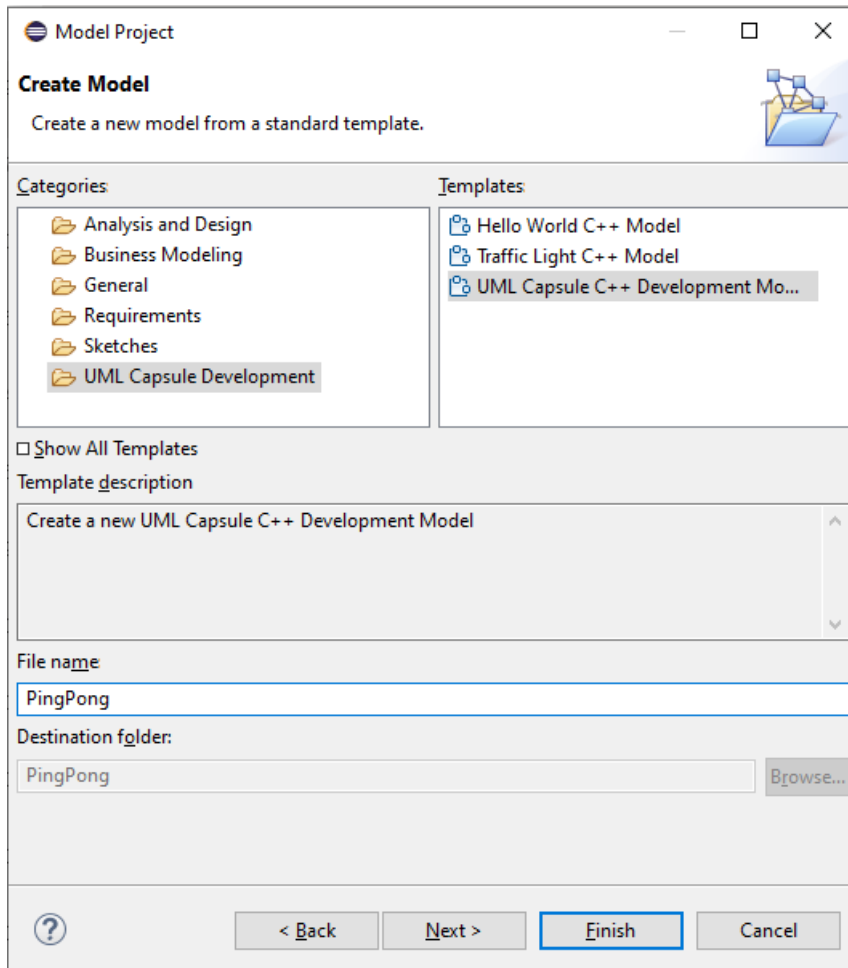 Model Project
Create Model
Create a new model from a standard template.
Categories
Templates
Analysis and Design
Business Modeling
General
Requirements
Sketches
UML Capsule Development
Hello World C++ Model
Traffic Light C++ Model
UML Capsule C++ Development Mo...
Show All Templates
Template description
Create a new UML Capsule C++ Development Model
File name
PingPong
Destination folder:
PingPong
Browse...
?
< Back
Next >
Finish
Cancel